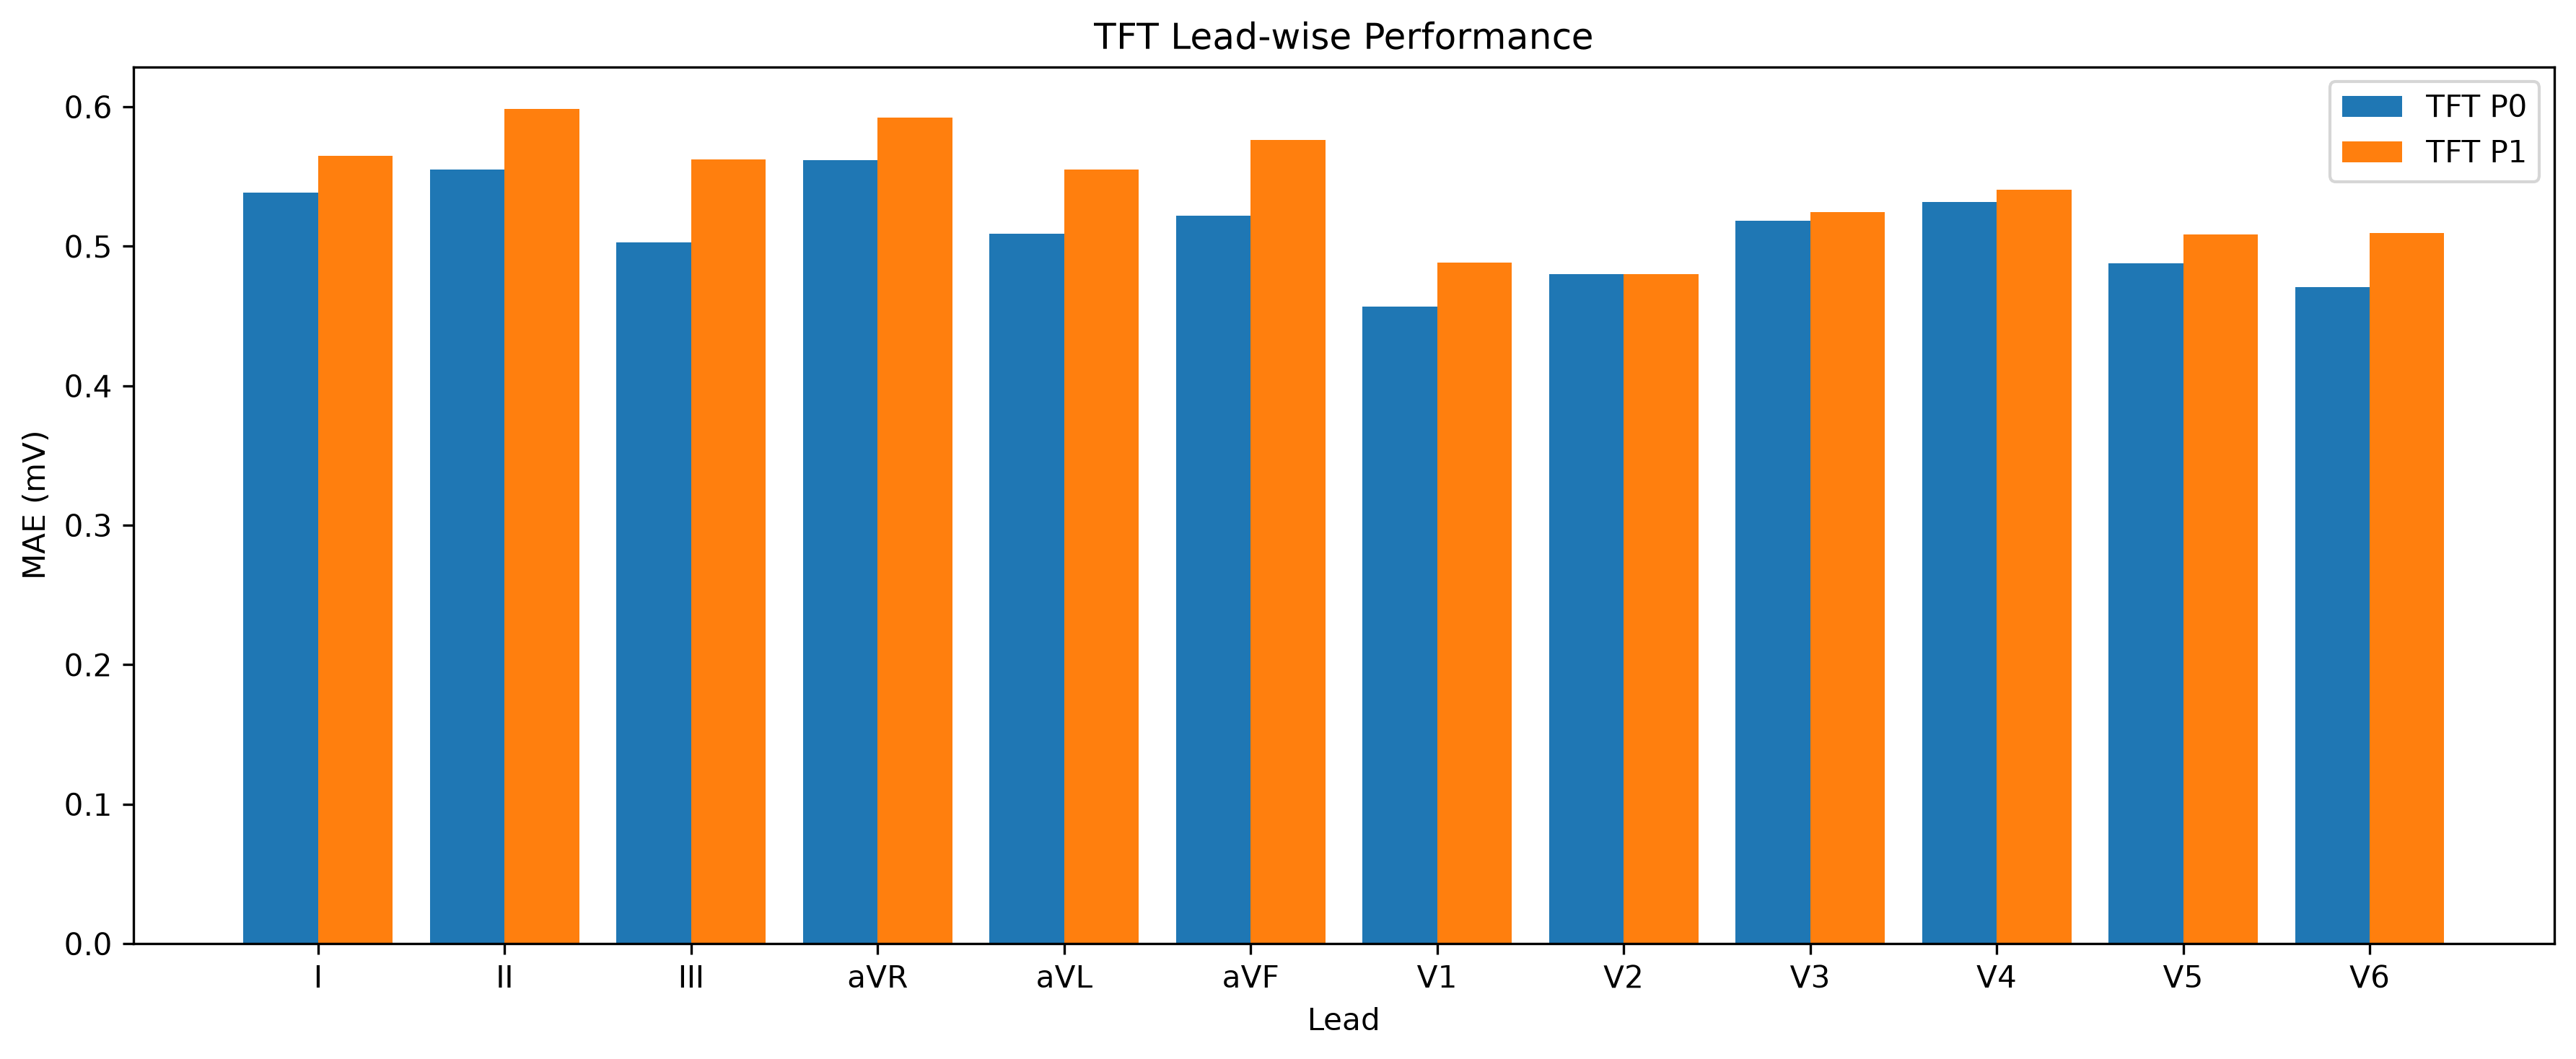 TFT Lead-wise Performance
TFT P0
TFT P1
MAE (mV)
0.6
0.5
0.4
0.3
0.2
0.1
0.0
I II III aVR aVL aVF V1 V2 V3 V4 V5 V6
Lead